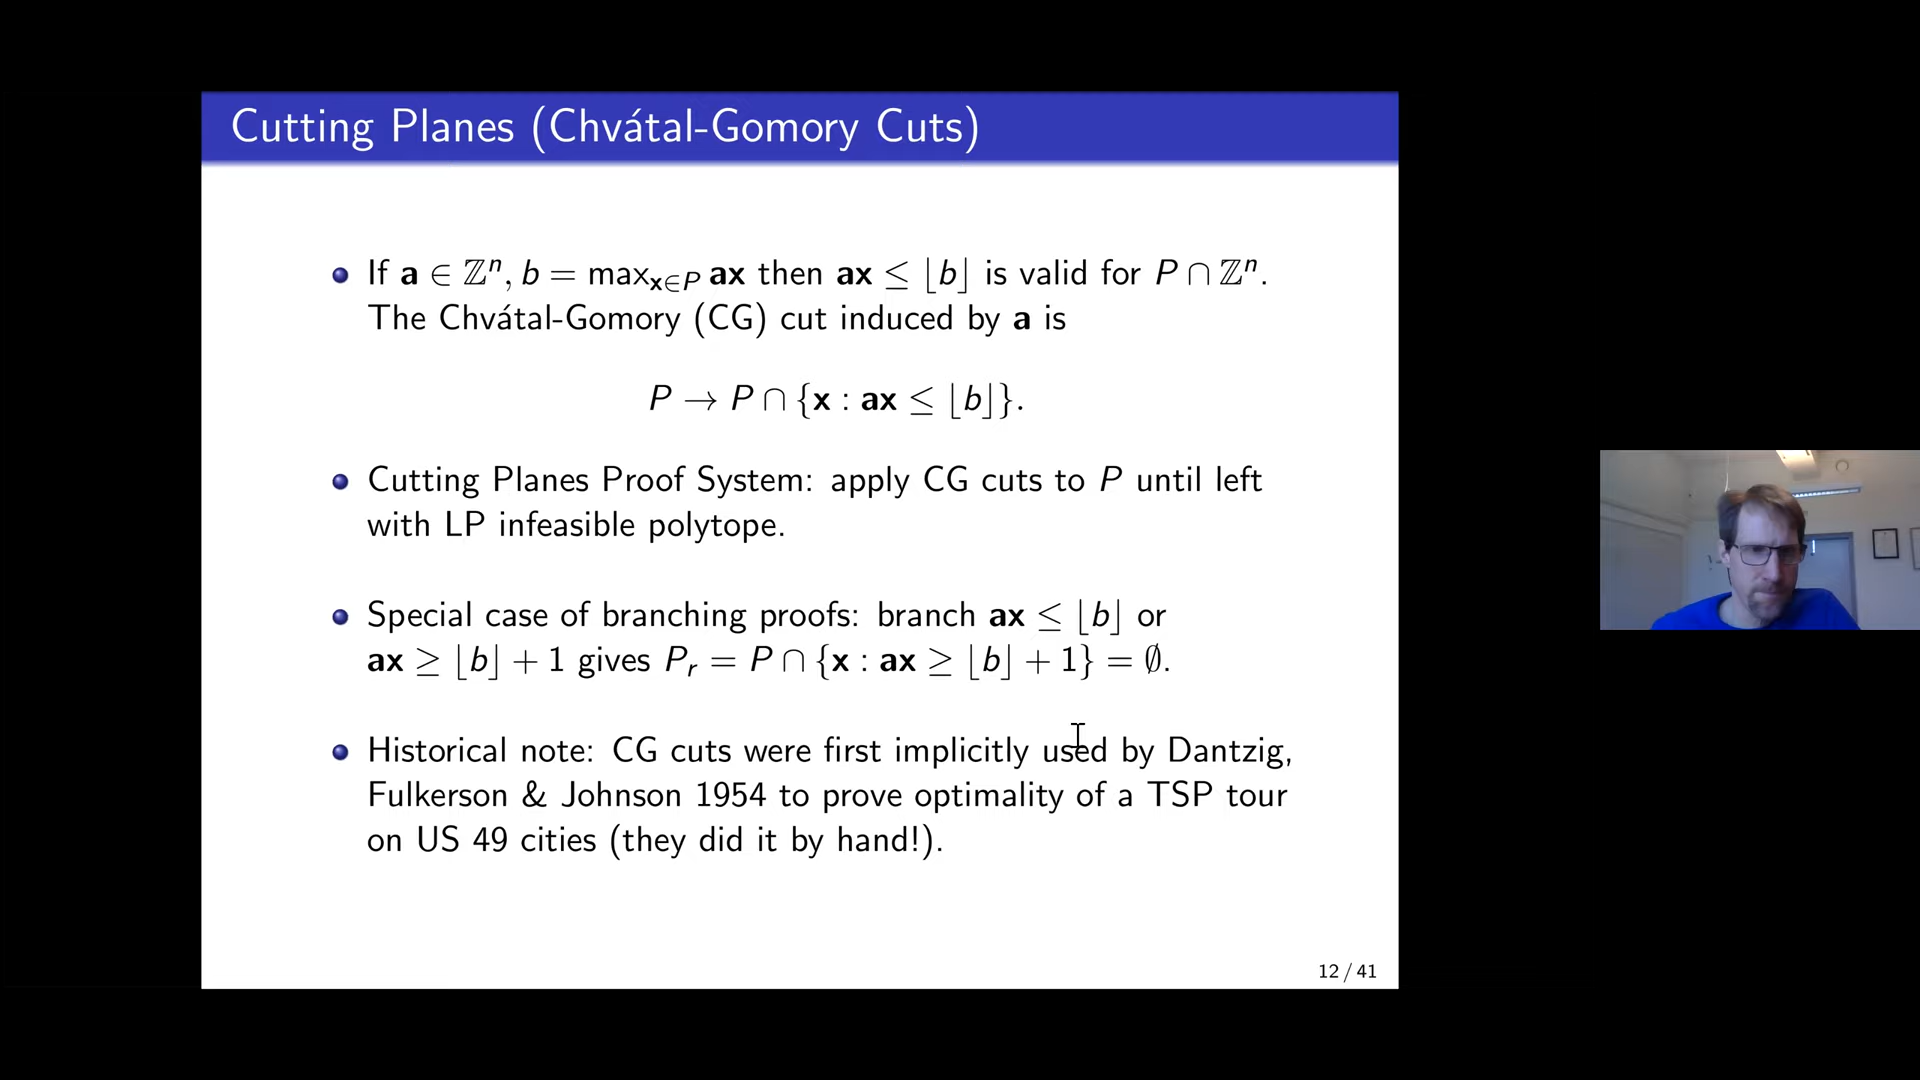 Cutting Planes (Chvátal-Gomory Cuts)
If a ∈ ℤⁿ, b = maxₓ∈P ax then ax ≤ ⌊b⌋ is valid for P ∩ ℤⁿ.
The Chvátal-Gomory (CG) cut induced by a is
P → P ∩ {x : ax ≤ ⌊b⌋}.
Cutting Planes Proof System: apply CG cuts to P until left
with LP infeasible polytope.
Special case of branching proofs: branch ax ≤ ⌊b⌋ or
ax ≥ ⌊b⌋ + 1 gives Pᵣ = P ∩ {x : ax ≥ ⌊b⌋ + 1} = ∅.
Historical note: CG cuts were first implicitly used by Dantzig,
Fulkerson & Johnson 1954 to prove optimality of a TSP tour
on US 49 cities (they did it by hand!).
12 / 41